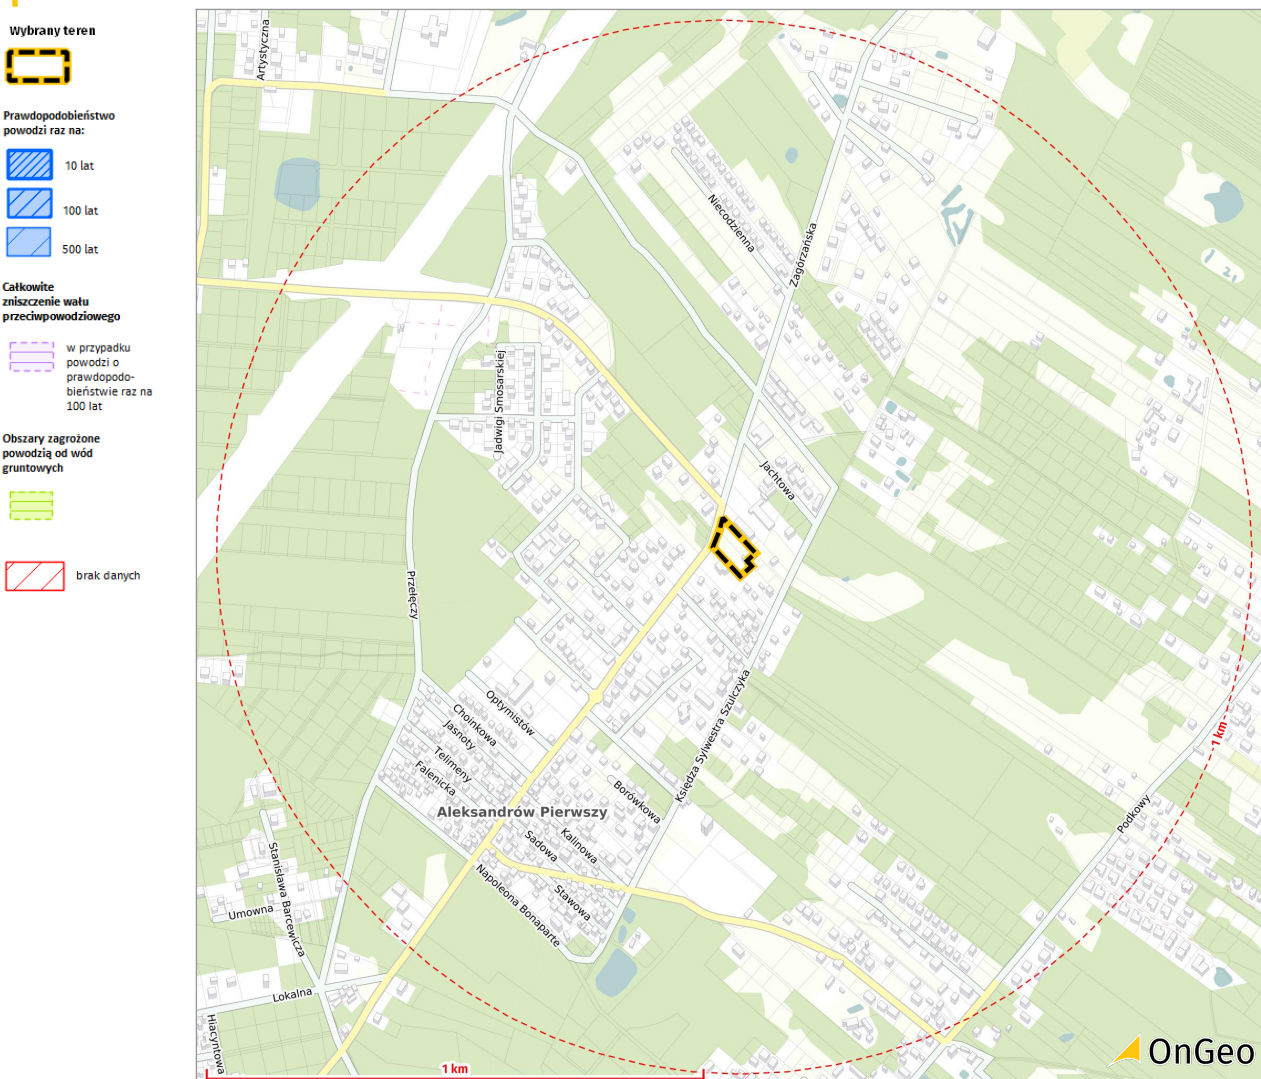 Wybrany teren
Prawdopodobieństwo
powodzi raz na:
10 lat
100 lat
500 lat
Całkowite
zniszczenie wału
przeciwpowodziowego
w przypadku
powodzi o
prawdopodo-
bieństwie raz na
100 lat
Obszary zagrożone
powodzią od wód
gruntowych
brak danych
Artystyczna
Niecodzienna
Zagórzańska
Jadwigi Smosarskiej
Jachtowa
Przełęczy
Optymistów
Choinkowa
Jasnoty
Telimeny
Falenicka
Księdza Sylwestra Szulczyka
Borówkowa
Aleksandrów Pierwszy
Kalinowa
Sadowa
Stawowa
Napoleona Bonaparte
Podkowy
1 km
Stanisława Barcewicza
Umowna
Lokalna
Hiacyntowa
1 km
OnGeo